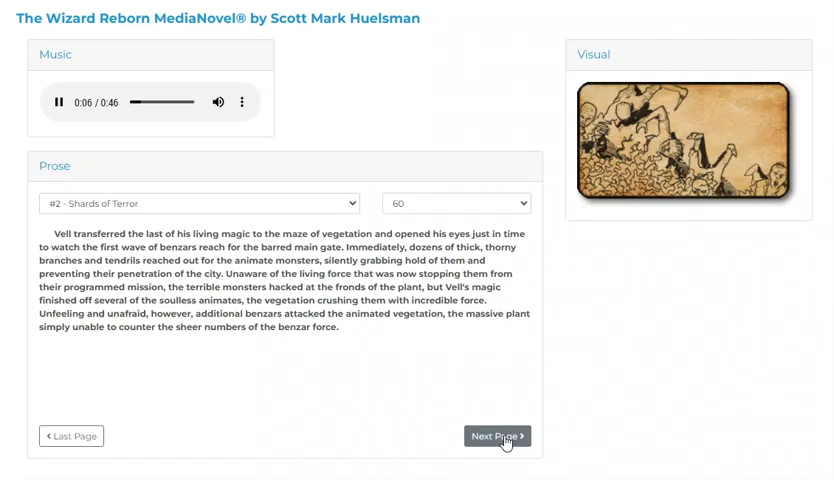 The Wizard Reborn MediaNovel® by Scott Mark Huelsman
Music
0:06 / 0:46
Visual
Prose
#2 - Shards of Terror
60
Vell transferred the last of his living magic to the maze of vegetation and opened his eyes just in time
to watch the first wave of benzars reach for the barred main gate. Immediately, dozens of thick, thorny
branches and tendrils reached out for the animate monsters, silently grabbing hold of them and
preventing their penetration of the city. Unaware of the living force that was now stopping them from
their programmed mission, the terrible monsters hacked at the fronds of the plant, but Vell's magic
finished off several of the soulless animates, the vegetation crushing them with incredible force.
Unfeeling and unafraid, however, additional benzars attacked the animated vegetation, the massive plant
simply unable to counter the sheer numbers of the benzar force.
Last Page
Next Page